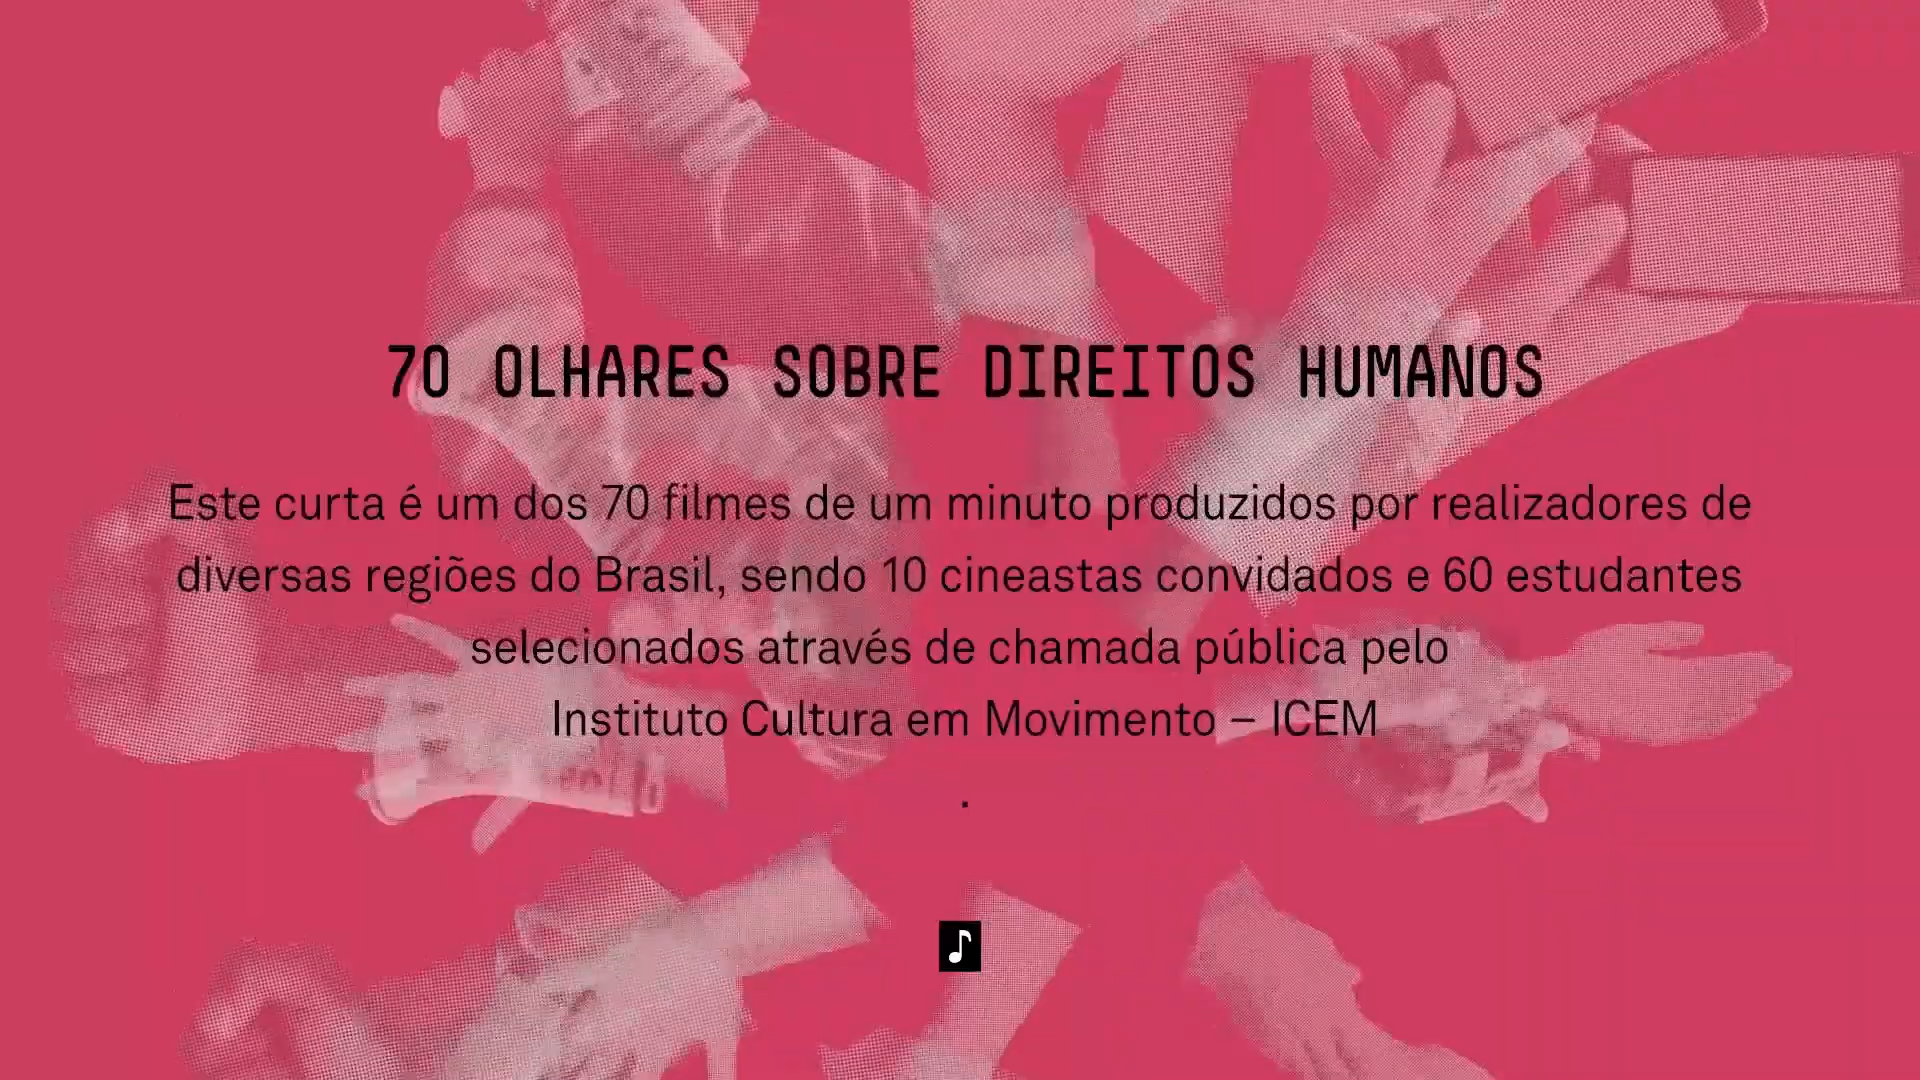 70 OLHARES SOBRE DIREITOS HUMANOS
Este curta é um dos 70 filmes de um minuto produzidos por realizadores de
diversas regiões do Brasil, sendo 10 cineastas convidados e 60 estudantes
selecionados através de chamada pública pelo
Instituto Cultura em Movimento – ICEM
.
♪